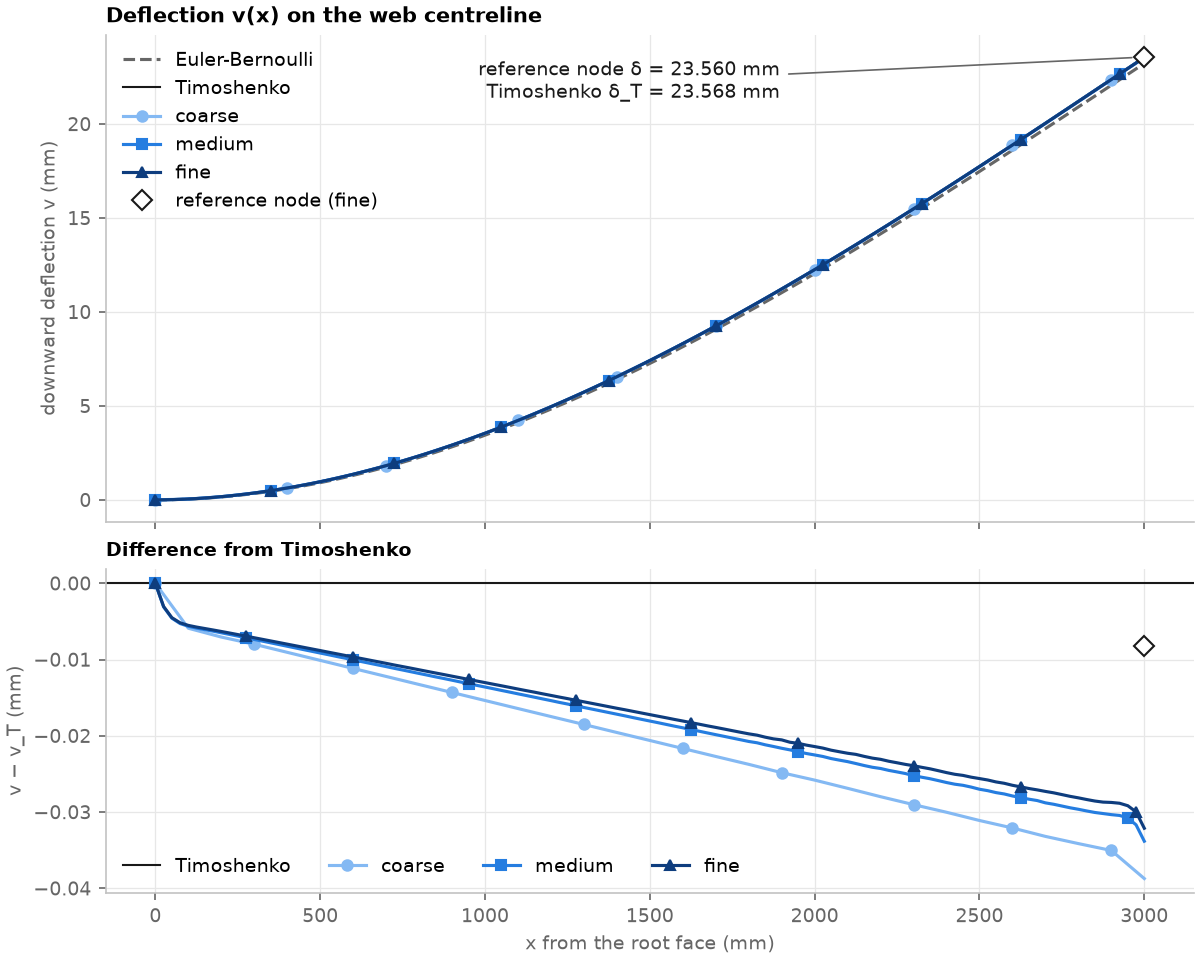 Deflection v(x) on the web centreline
Euler-Bernoulli
Timoshenko
coarse
medium
fine
reference node (fine)
reference node δ = 23.560 mm
Timoshenko δ_T = 23.568 mm
downward deflection v (mm)
20
15
10
5
0
Difference from Timoshenko
v − v_T (mm)
0.00
−0.01
−0.02
−0.03
−0.04
Timoshenko
coarse
medium
fine
0
500
1000
1500
2000
2500
3000
x from the root face (mm)